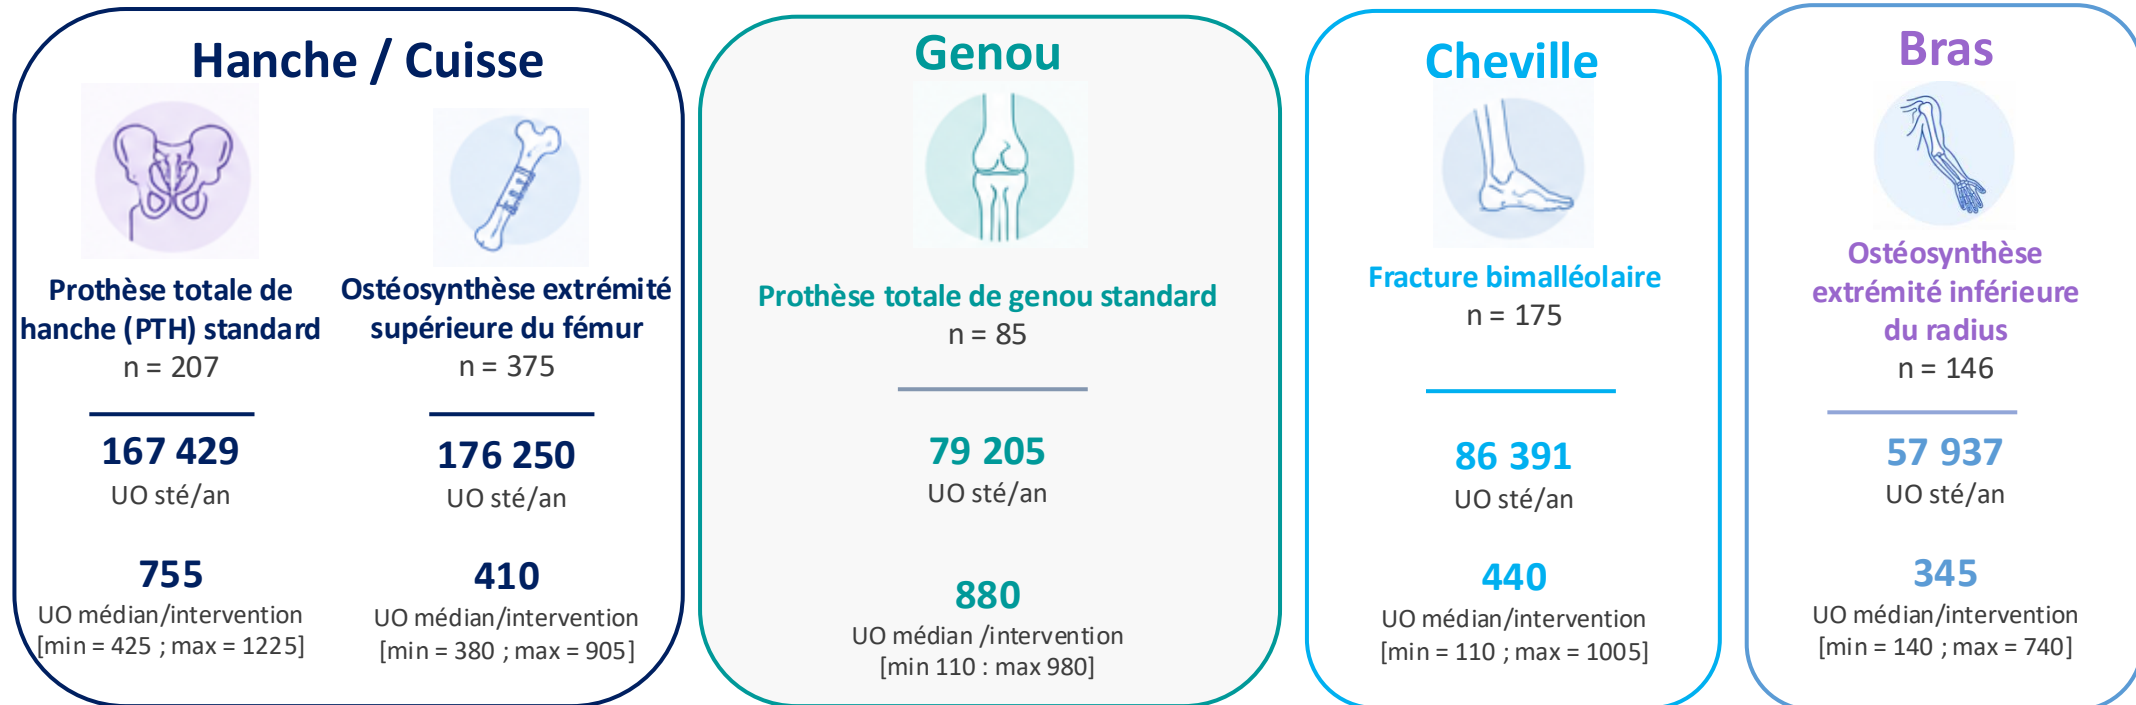 Hanche / Cuisse
Prothèse totale de
hanche (PTH) standard
n = 207
167 429
UO sté/an
755
UO médian/intervention
[min = 425 ; max = 1225]
Ostéosynthèse extrémité
supérieure du fémur
n = 375
176 250
UO sté/an
410
UO médian/intervention
[min = 380 ; max = 905]
Genou
Prothèse totale de genou standard
n = 85
79 205
UO sté/an
880
UO médian /intervention
[min 110 : max 980]
Cheville
Fracture bimalléolaire
n = 175
86 391
UO sté/an
440
UO médian/intervention
[min = 110 ; max = 1005]
Bras
Ostéosynthèse
extrémité inférieure
du radius
n = 146
57 937
UO sté/an
345
UO médian/intervention
[min = 140 ; max = 740]